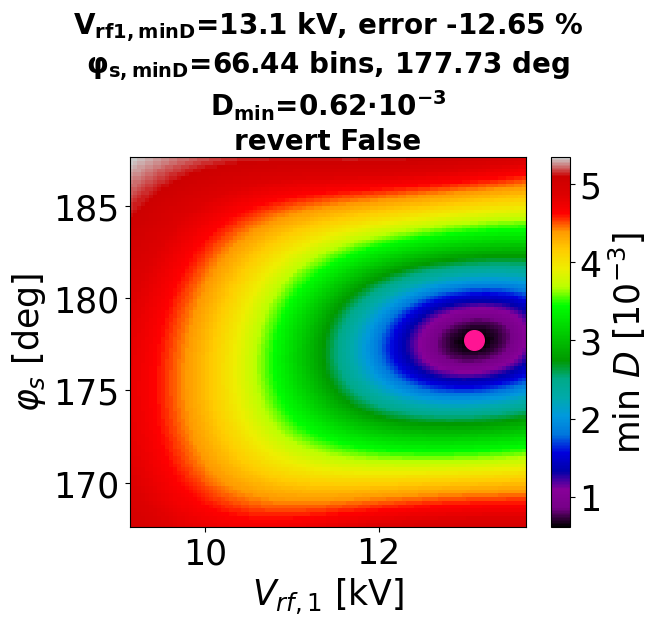 V_rf1, minD=13.1 kV, error -12.65 %
φ_s, minD=66.44 bins, 177.73 deg
D_min=0.62·10^−3
revert False
185
180
175
170
φ_s [deg]
10
12
V_rf, 1 [kV]
5
4
3
2
1
min D [10^−3]